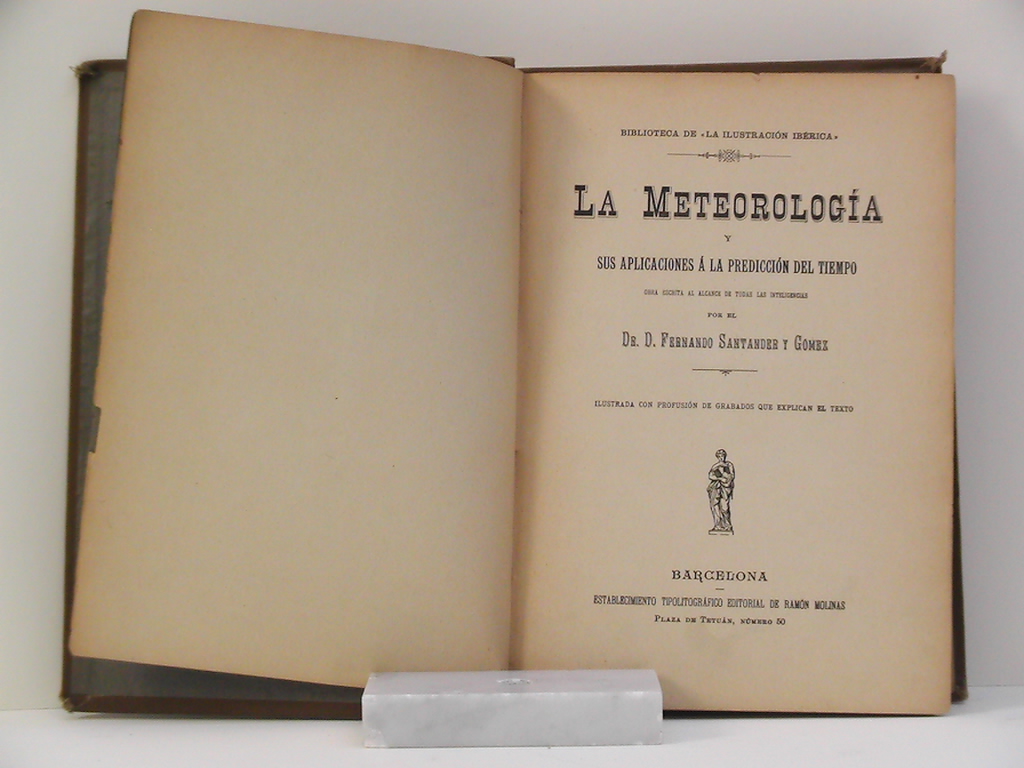 BIBLIOTECA DE «LA ILUSTRACIÓN IBÉRICA»
LA METEOROLOGÍA
Y
SUS APLICACIONES Á LA PREDICCIÓN DEL TIEMPO
OBRA ESCRITA AL ALCANCE DE TODAS LAS INTELIGENCIAS
POR EL
DR. D. FERNANDO SANTANDER Y GÓMEZ
ILUSTRADA CON PROFUSIÓN DE GRABADOS QUE EXPLICAN EL TEXTO
BARCELONA
ESTABLECIMIENTO TIPOLITOGRÁFICO EDITORIAL DE RAMÓN MOLINAS
PLAZA DE TETUÁN, NÚMERO 50